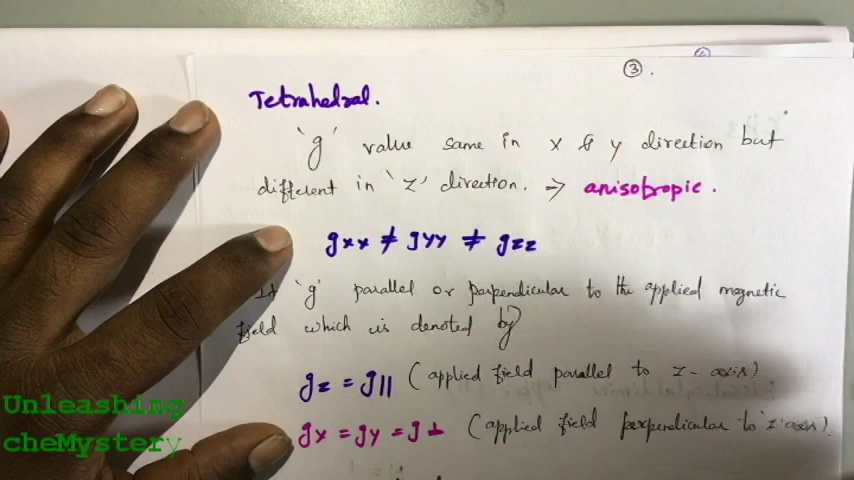 ③.
Tetrahedral.
'g' value same in x & y direction but
different in 'z' direction. → anisotropic.
gxx ≠ gyy ≠ gzz
If 'g' parallel or perpendicular to the applied magnetic
field which is denoted by
gz = g|| (applied field parallel to z-axis)
gx = gy = g⊥ (applied field perpendicular to 'z' axis).
Unleashing
cheMystery